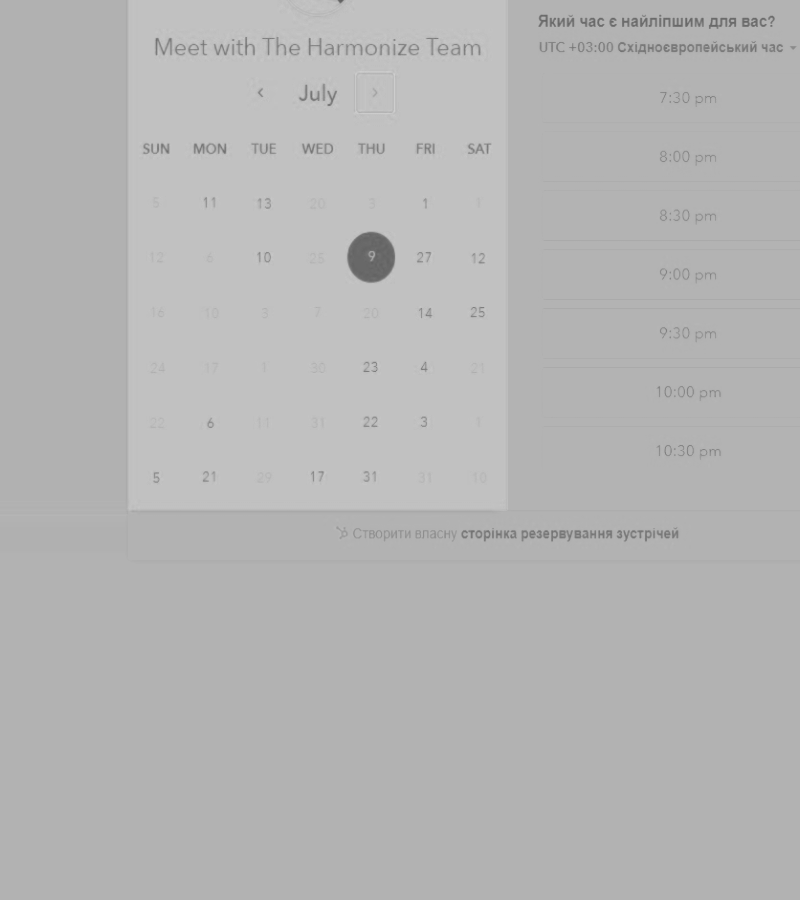 Meet with The Harmonize Team
July
SUN MON TUE WED THU FRI SAT
5 11 13 20 3 1 1
12 6 10 25 9 27 12
16 10 3 7 20 14 25
24 17 1 30 23 4 21
22 6 11 31 22 3 1
5 21 29 17 31 31 10
Який час є найліпшим для вас?
UTC +03:00 Східноєвропейський час
7:30 pm
8:00 pm
8:30 pm
9:00 pm
9:30 pm
10:00 pm
10:30 pm
Створити власну сторінка резервування зустрічей